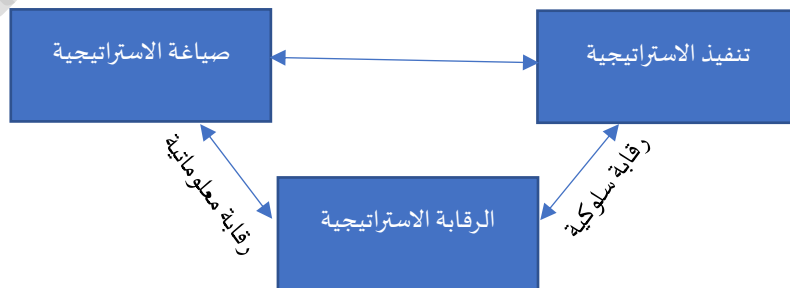 تنفيذ الاستراتيجية
صياغة الاستراتيجية
رقابة سلوكية
رقابة معلوماتية
الرقابة الاستراتيجية